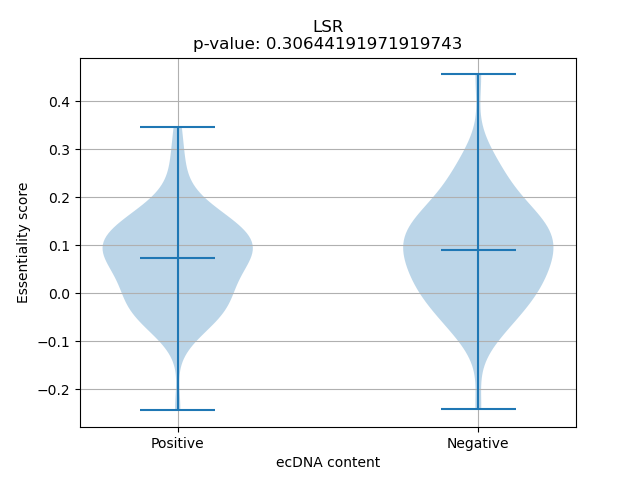 LSR
p-value: 0.30644191971919743
0.4
0.3
0.2
0.1
0.0
−0.1
−0.2
Essentiality score
Positive
Negative
ecDNA content